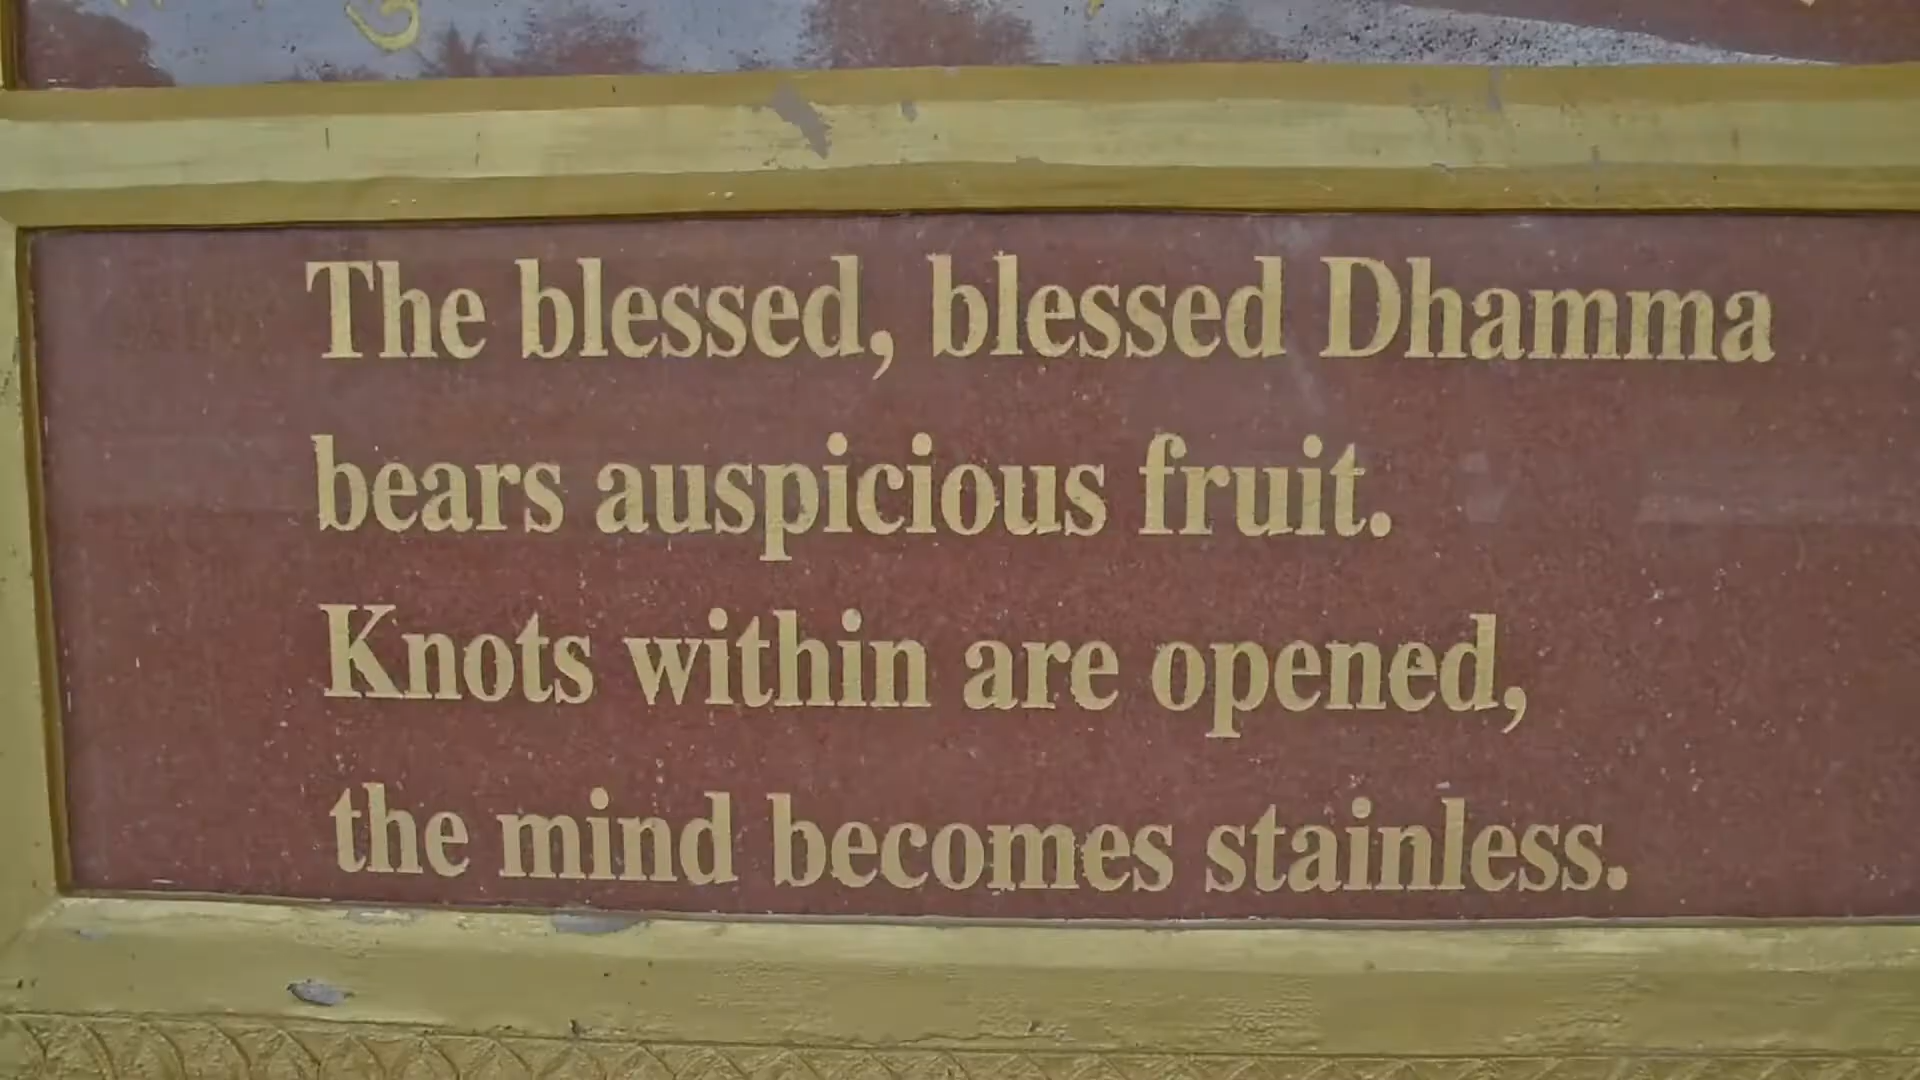 The blessed, blessed Dhamma
bears auspicious fruit.
Knots within are opened,
the mind becomes stainless.